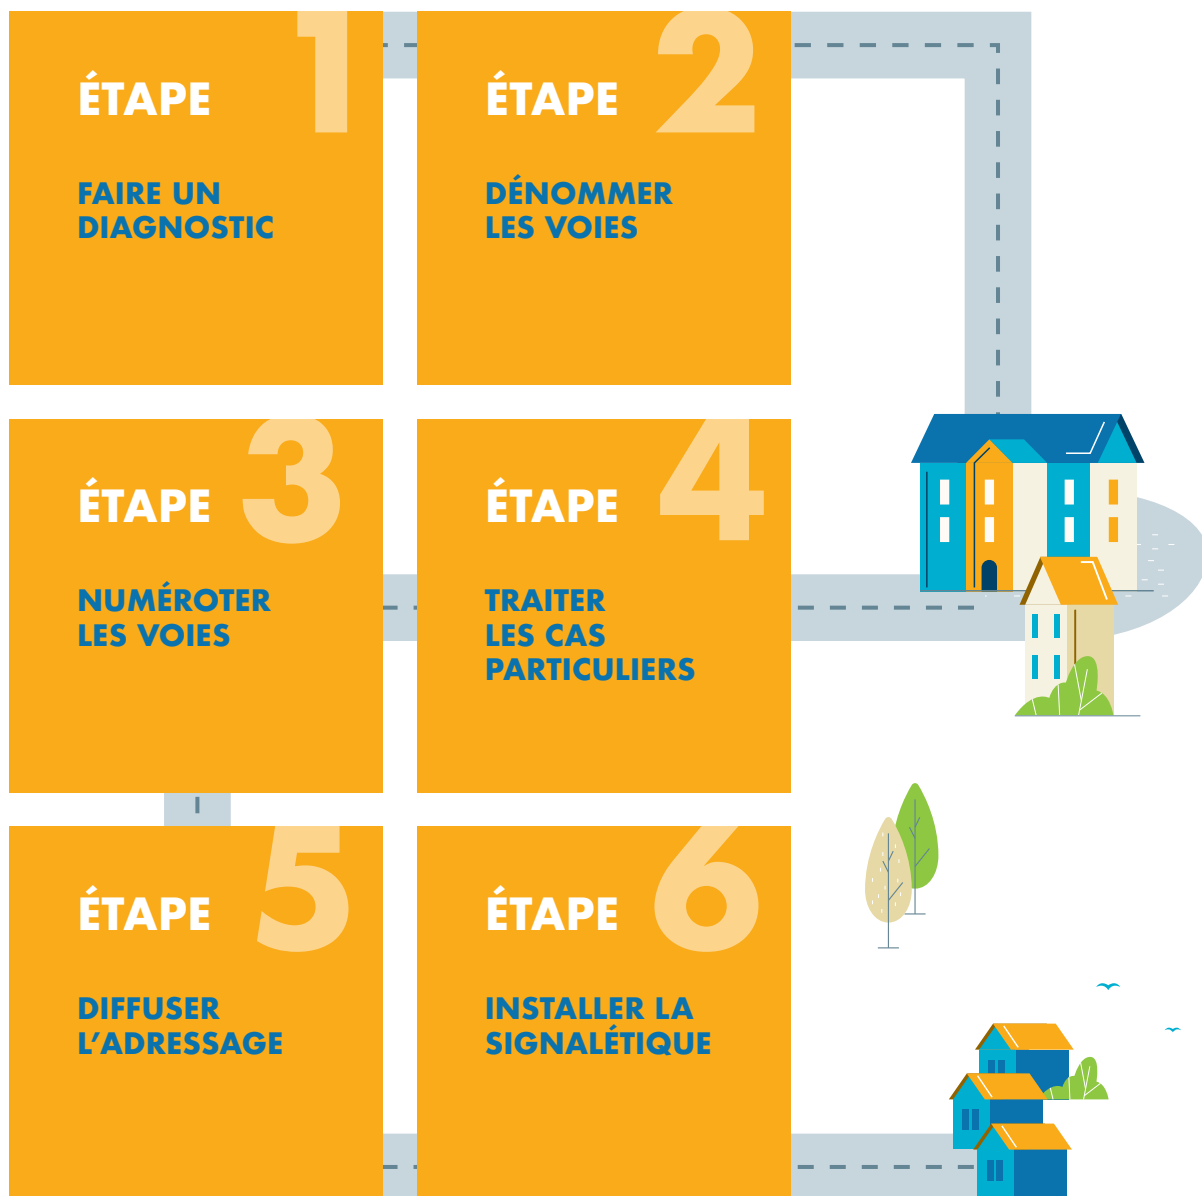 1
ÉTAPE
FAIRE UN
DIAGNOSTIC
2
ÉTAPE
DÉNOMMER
LES VOIES
3
ÉTAPE
NUMÉROTER
LES VOIES
4
ÉTAPE
TRAITER
LES CAS
PARTICULIERS
5
ÉTAPE
DIFFUSER
L’ADRESSAGE
6
ÉTAPE
INSTALLER LA
SIGNALÉTIQUE